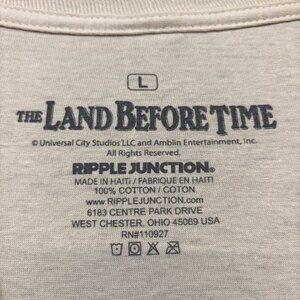 L
THE LAND BEFORE TIME
© Universal City Studios LLC and Amblin Entertainment, Inc.
All Rights Reserved.
RIPPLE JUNCTION®
MADE IN HAITI / FABRIQUE EN HAITI
100% COTTON / COTON
www.RIPPLEJUNCTION.com
6183 CENTRE PARK DRIVE
WEST CHESTER, OHIO 45069 USA
RN#110927